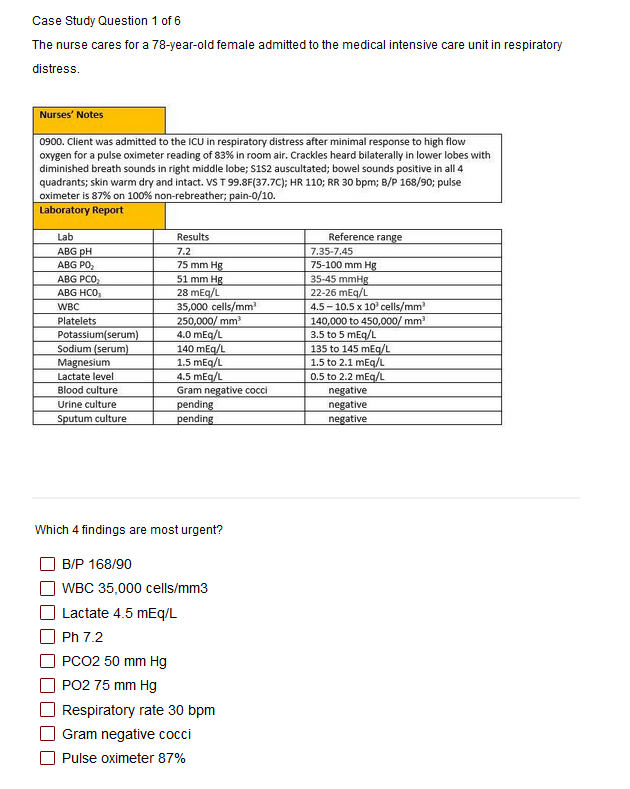 Case Study Question 1 of 6
The nurse cares for a 78-year-old female admitted to the medical intensive care unit in respiratory
distress.
Nurses' Notes
0900. Client was admitted to the ICU in respiratory distress after minimal response to high flow
oxygen for a pulse oximeter reading of 83% in room air. Crackles heard bilaterally in lower lobes with
diminished breath sounds in right middle lobe; S1S2 auscultated; bowel sounds positive in all 4
quadrants; skin warm dry and intact. VS T 99.8F(37.7C); HR 110; RR 30 bpm; B/P 168/90; pulse
oximeter is 87% on 100% non-rebreather; pain-0/10.
Laboratory Report
Lab Results Reference range
ABG pH 7.2 7.35-7.45
ABG PO₂ 75 mm Hg 75-100 mm Hg
ABG PCO₂ 51 mm Hg 35-45 mmHg
ABG HCO₃ 28 mEq/L 22-26 mEq/L
WBC 35,000 cells/mm³ 4.5 – 10.5 x 10³ cells/mm³
Platelets 250,000/ mm³ 140,000 to 450,000/ mm³
Potassium(serum) 4.0 mEq/L 3.5 to 5 mEq/L
Sodium (serum) 140 mEq/L 135 to 145 mEq/L
Magnesium 1.5 mEq/L 1.5 to 2.1 mEq/L
Lactate level 4.5 mEq/L 0.5 to 2.2 mEq/L
Blood culture Gram negative cocci negative
Urine culture pending negative
Sputum culture pending negative
Which 4 findings are most urgent?
B/P 168/90
WBC 35,000 cells/mm3
Lactate 4.5 mEq/L
Ph 7.2
PCO2 50 mm Hg
PO2 75 mm Hg
Respiratory rate 30 bpm
Gram negative cocci
Pulse oximeter 87%